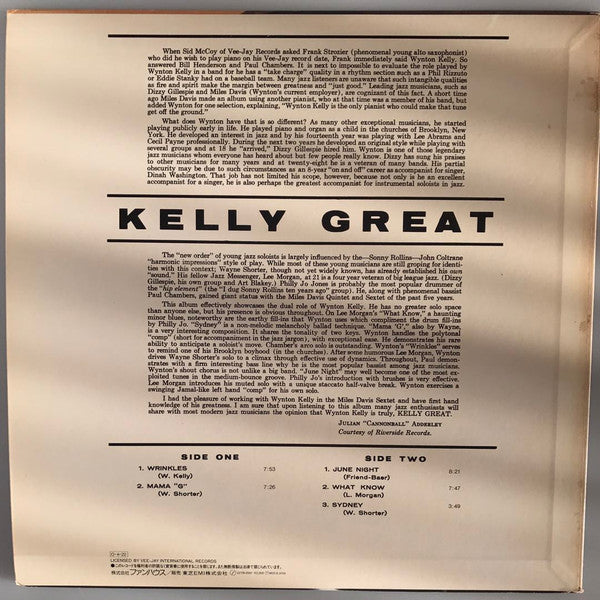 When Sid McCoy of Vee-Jay Records asked Frank Strozier (phenomenal young alto saxophonist)
who did he wish to play piano on his Vee-Jay record date, Frank immediately said Wynton Kelly. So
answered Bill Henderson and Paul Chambers. It is next to impossible to evaluate the role played by
Wynton Kelly in a band for he has a "take charge" quality in a rhythm section such as a Phil Rizzuto
or Eddie Stanky had on a baseball team. Many jazz listeners are unaware that such intangible qualities
as fire and spirit make the margin between greatness and "just good." Leading jazz musicians, such as
Dizzy Gillespie and Miles Davis (Wynton's current employer), are cognizant of this fact. A short time
ago Miles Davis made an album using another pianist, who at that time was a member of his band, but
added Wynton for one selection, explaining, "Wynton Kelly is the only pianist who could make that tune
get off the ground."
What does Wynton have that is so different? As many other exceptional musicians, he started
playing publicly early in life. He played piano and organ as a child in the churches of Brooklyn, New
York. He developed an interest in jazz and by his fourteenth year was playing with Lee Abrams and
Cecil Payne professionally. During the next two years he developed an original style while playing with
several groups and at 18 he "arrived," Dizzy Gillespie hired him. Wynton is one of those legendary
jazz musicians whom everyone has heard about but few people really know. Dizzy has sung his praises
to other musicians for many years and at twenty-eight he is a veteran of many bands. His partial
obscurity may be due to such circumstances as an 8-year "on and off" career as accompanist for singer,
Dinah Washington. That job has not limited his scope, however, because not only is he an excellent
accompanist for a singer, he is also perhaps the greatest accompanist for instrumental soloists in jazz.
KELLY GREAT
The "new order" of young jazz soloists is largely influenced by the—Sonny Rollins—John Coltrane
"harmonic impressions" style of play. While most of these young musicians are still groping for identi-
ties with this context; Wayne Shorter, though not yet widely known, has already established his own
"sound." His fellow Jazz Messenger, Lee Morgan, at 21 is a four year veteran of big league jazz. (Dizzy
Gillespie, his own group and Art Blakey.) Philly Jo Jones is probably the most popular drummer of
the "hip element" (the "I dug Sonny Rollins ten years ago" group). He, along with phenomenal bassist
Paul Chambers, gained giant status with the Miles Davis Quintet and Sextet of the past five years.
This album effectively showcases the dual role of Wynton Kelly. He has no greater solo space
than anyone else, but his presence is obvious throughout. On Lee Morgan's "What Know," a haunting
minor blues, noteworthy are the earthy fill-ins that Wynton uses which compliment the drum fill-ins
by Philly Jo. "Sydney" is a non-melodic melancholy ballad technique. "Mama 'G'," also by Wayne,
is a very interesting composition. It shares the tonality of two keys. Wynton handles the polytonal
"comp" (short for accompaniment in the jazz jargon), with exceptional ease. He demonstrates his rare
ability to anticipate a soloist's move. Chamber's arco solo is outstanding. Wynton's "Wrinkles" serves
to remind one of his Brooklyn boyhood (in the churches). After some humorous Lee Morgan, Wynton
drives Wayne Shorter's solo to a climax through effective use of dynamics. Throughout, Paul demon-
strates with a firm interesting bass line why he is the most popular bassist among jazz musicians.
Wynton's shout chorus is not unlike a big band. "June Night" may well become one of the most ex-
ploited tunes in the medium-bounce groove. Philly Jo's introduction with brushes is very effective.
Lee Morgan introduces his muted solo with a unique staccato half-valve break. Wynton exercises a
swinging Jamal-like left hand "comp" for his own solo.
I had the pleasure of working with Wynton Kelly in the Miles Davis Sextet and have first hand
knowledge of his greatness. I am sure that upon listening to this album many jazz enthusiasts will
share with most modern jazz musicians the opinion that Wynton Kelly is truly, KELLY GREAT.
JULIAN "CANNONBALL" ADDERLEY
Courtesy of Riverside Records.
SIDE ONE
1. WRINKLES 7:53
(W. Kelly)
2. MAMA "G" 7:26
(W. Shorter)
SIDE TWO
1. JUNE NIGHT 8:21
(Friend-Baer)
2. WHAT KNOW 7:47
(L. Morgan)
3. SYDNEY 3:49
(W. Shorter)
LICENSED BY VEE-JAY INTERNATIONAL RECORDS
株式会社 ファンハウス/販売 東芝EMI株式会社